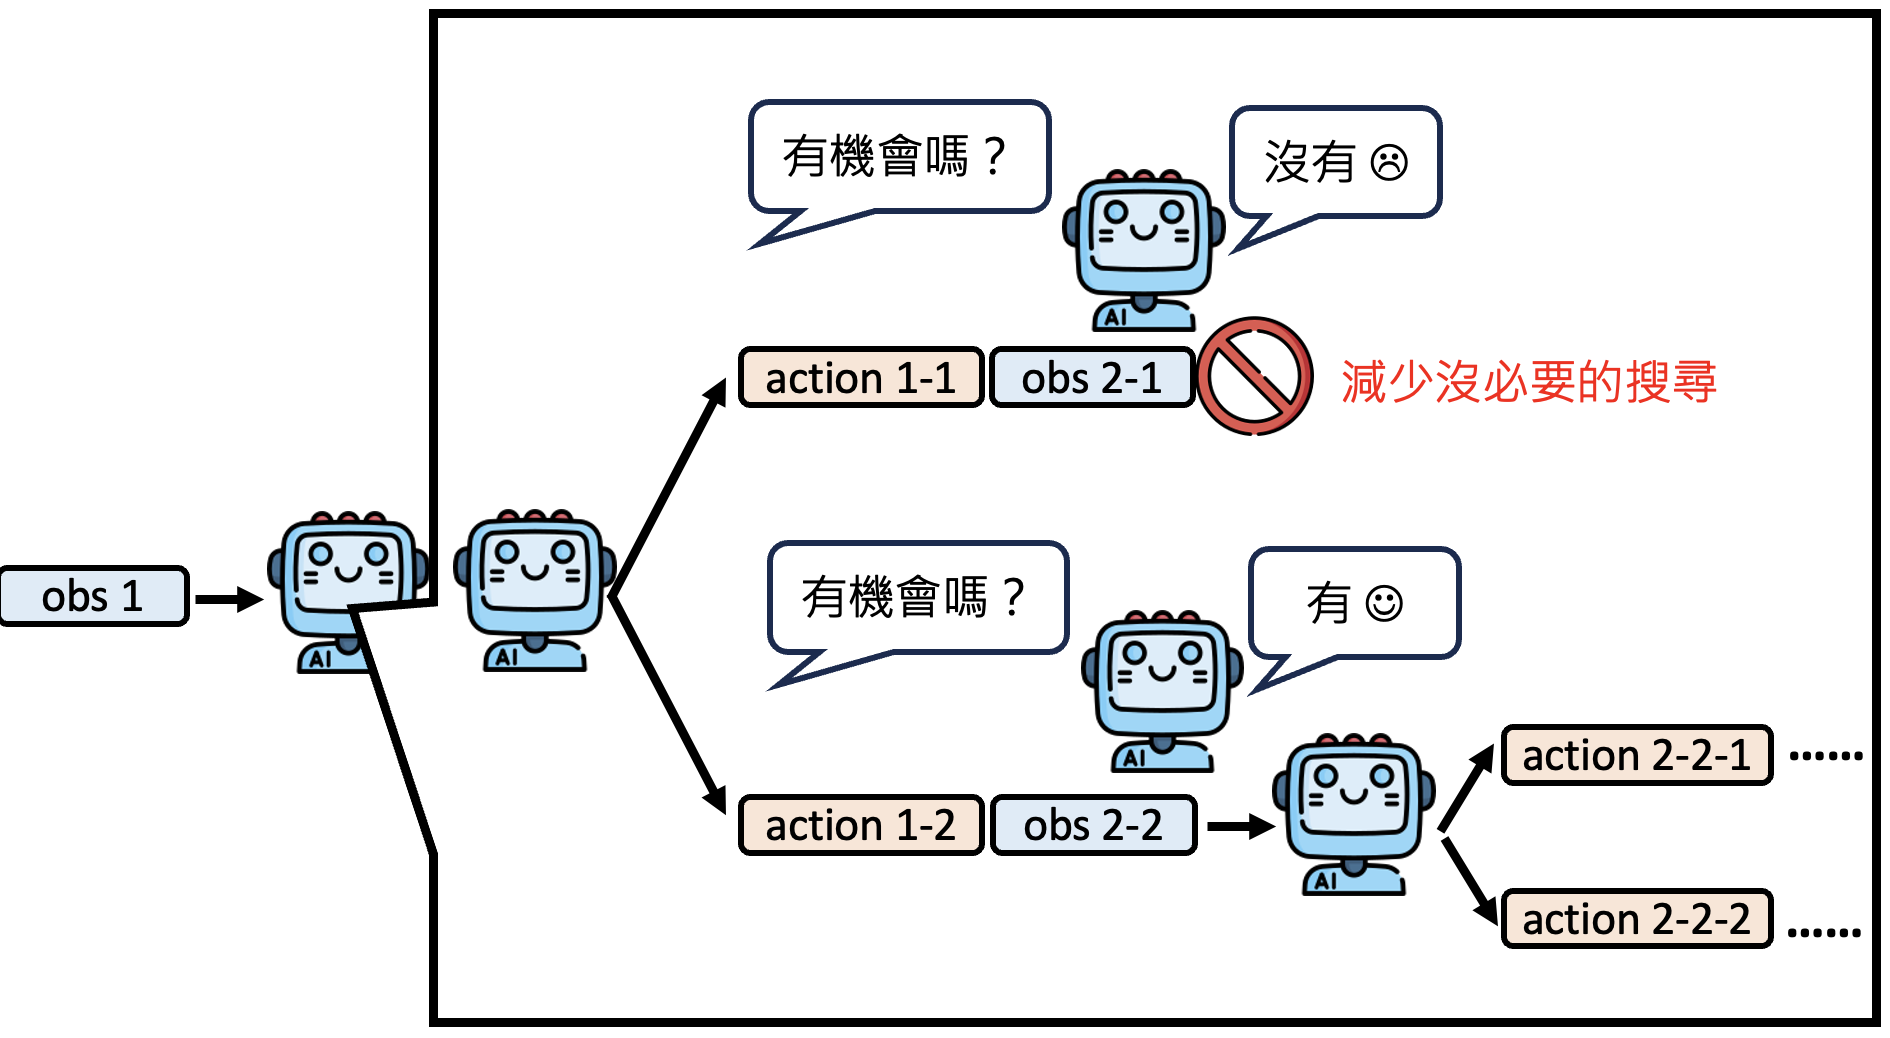 有機會嗎？
沒有 ☹
AI
action 1-1
obs 2-1
減少沒必要的搜尋
obs 1
AI
AI
有機會嗎？
有 ☺
AI
action 1-2
obs 2-2
AI
action 2-2-1
......
action 2-2-2
......